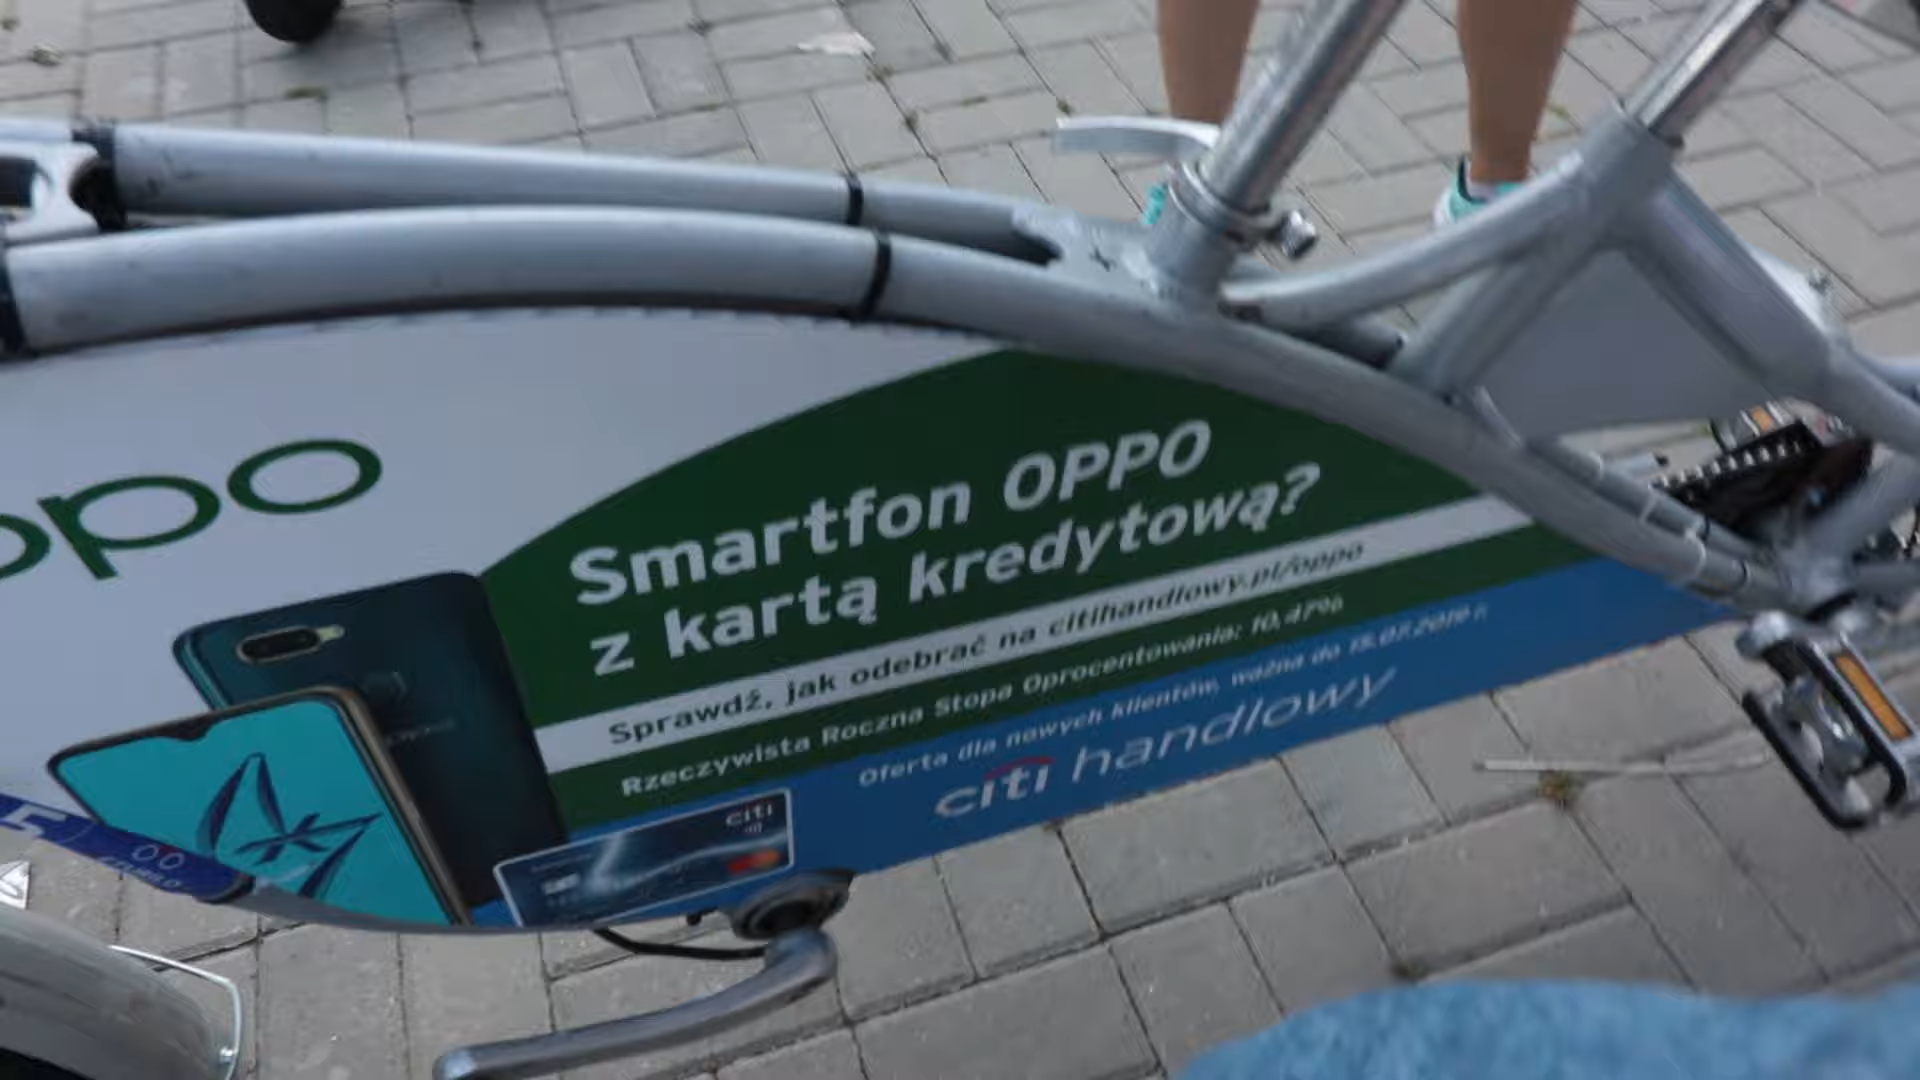 oppo
Smartfon OPPO
z kartą kredytową?
Sprawdź, jak odebrać na citihandlowy.pl/oppo
Rzeczywista Roczna Stopa Oprocentowania: 10,47%
Oferta dla nowych klientów, ważna do 15.07.2019 r.
citi handlowy
citi
5